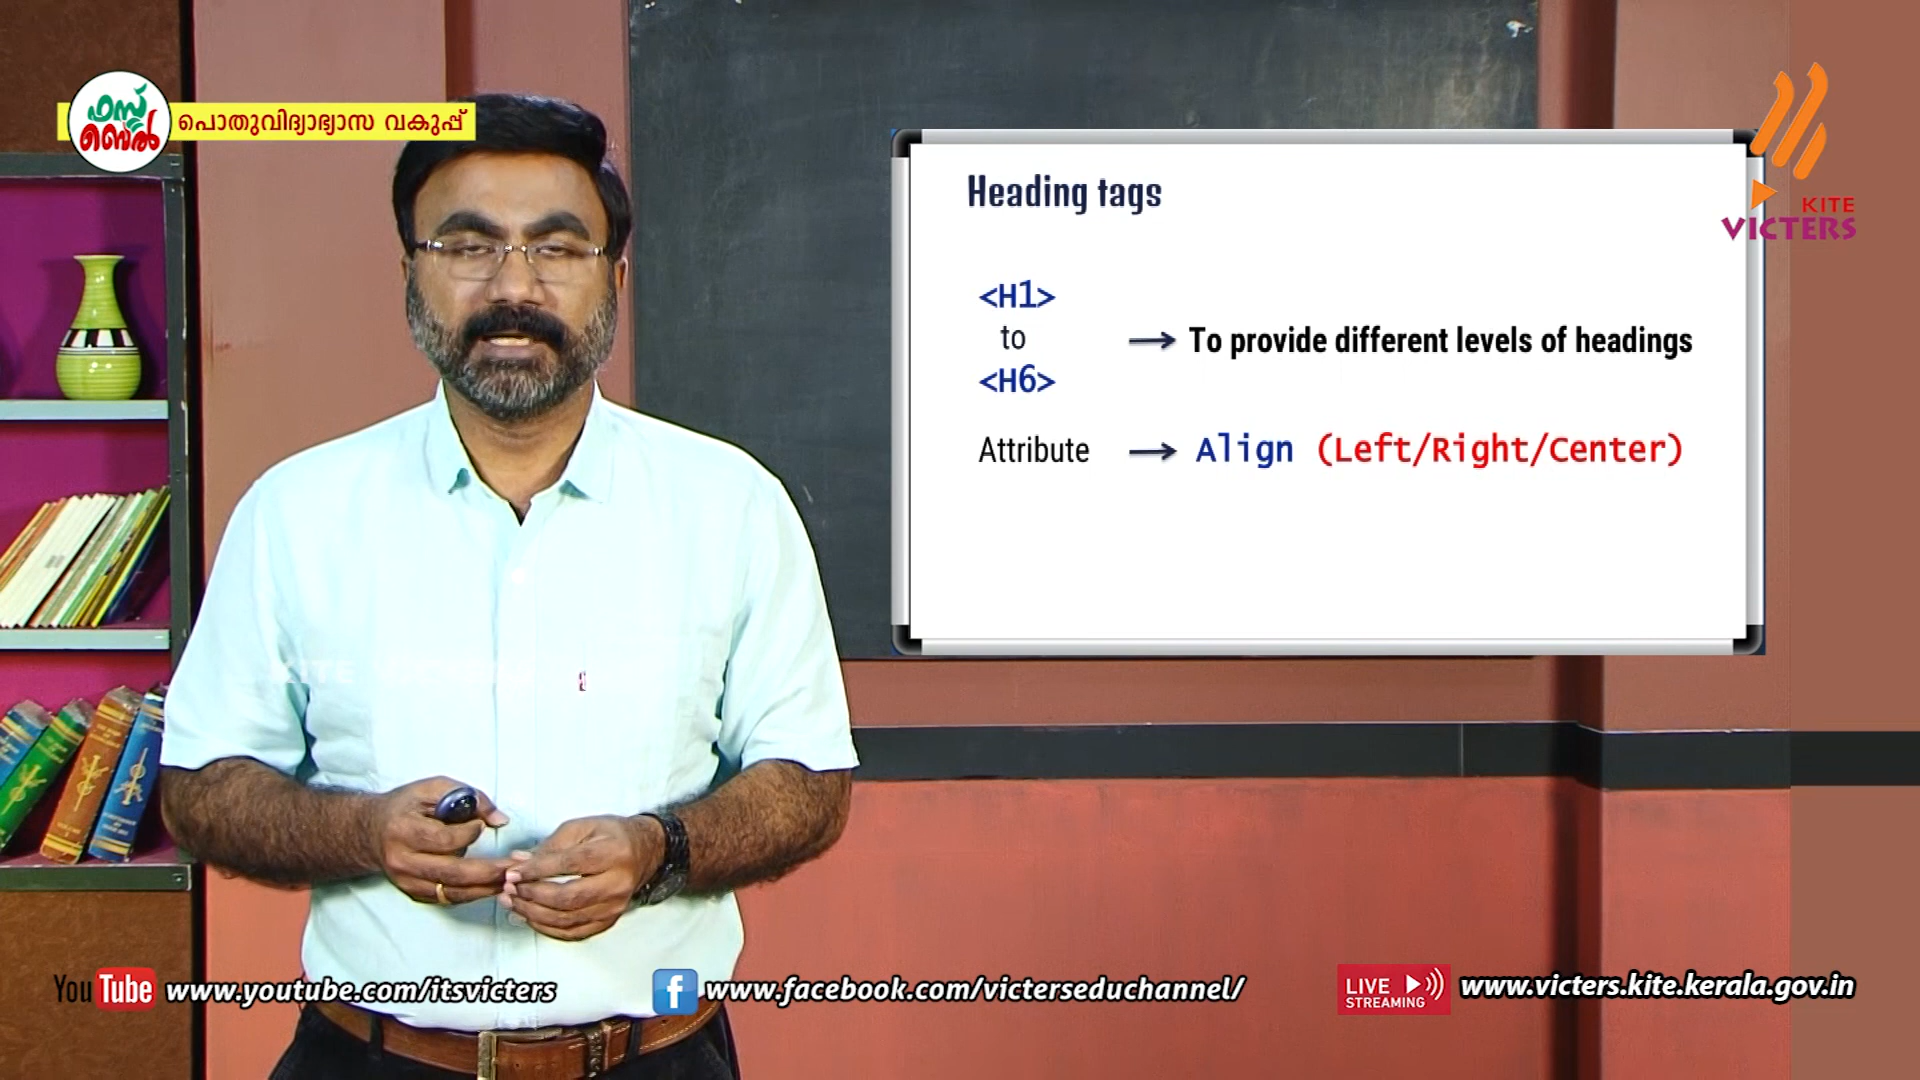 ഫസ്റ്റ്
ബെൽ
പൊതുവിദ്യാഭ്യാസ വകുപ്പ്
KITE
VICTERS
Heading tags
<H1>
to
<H6>
To provide different levels of headings
Attribute
Align (Left/Right/Center)
KITE
YouTube www.youtube.com/itsvicters
f www.facebook.com/victerseduchannel/
LIVE
STREAMING
www.victers.kite.kerala.gov.in